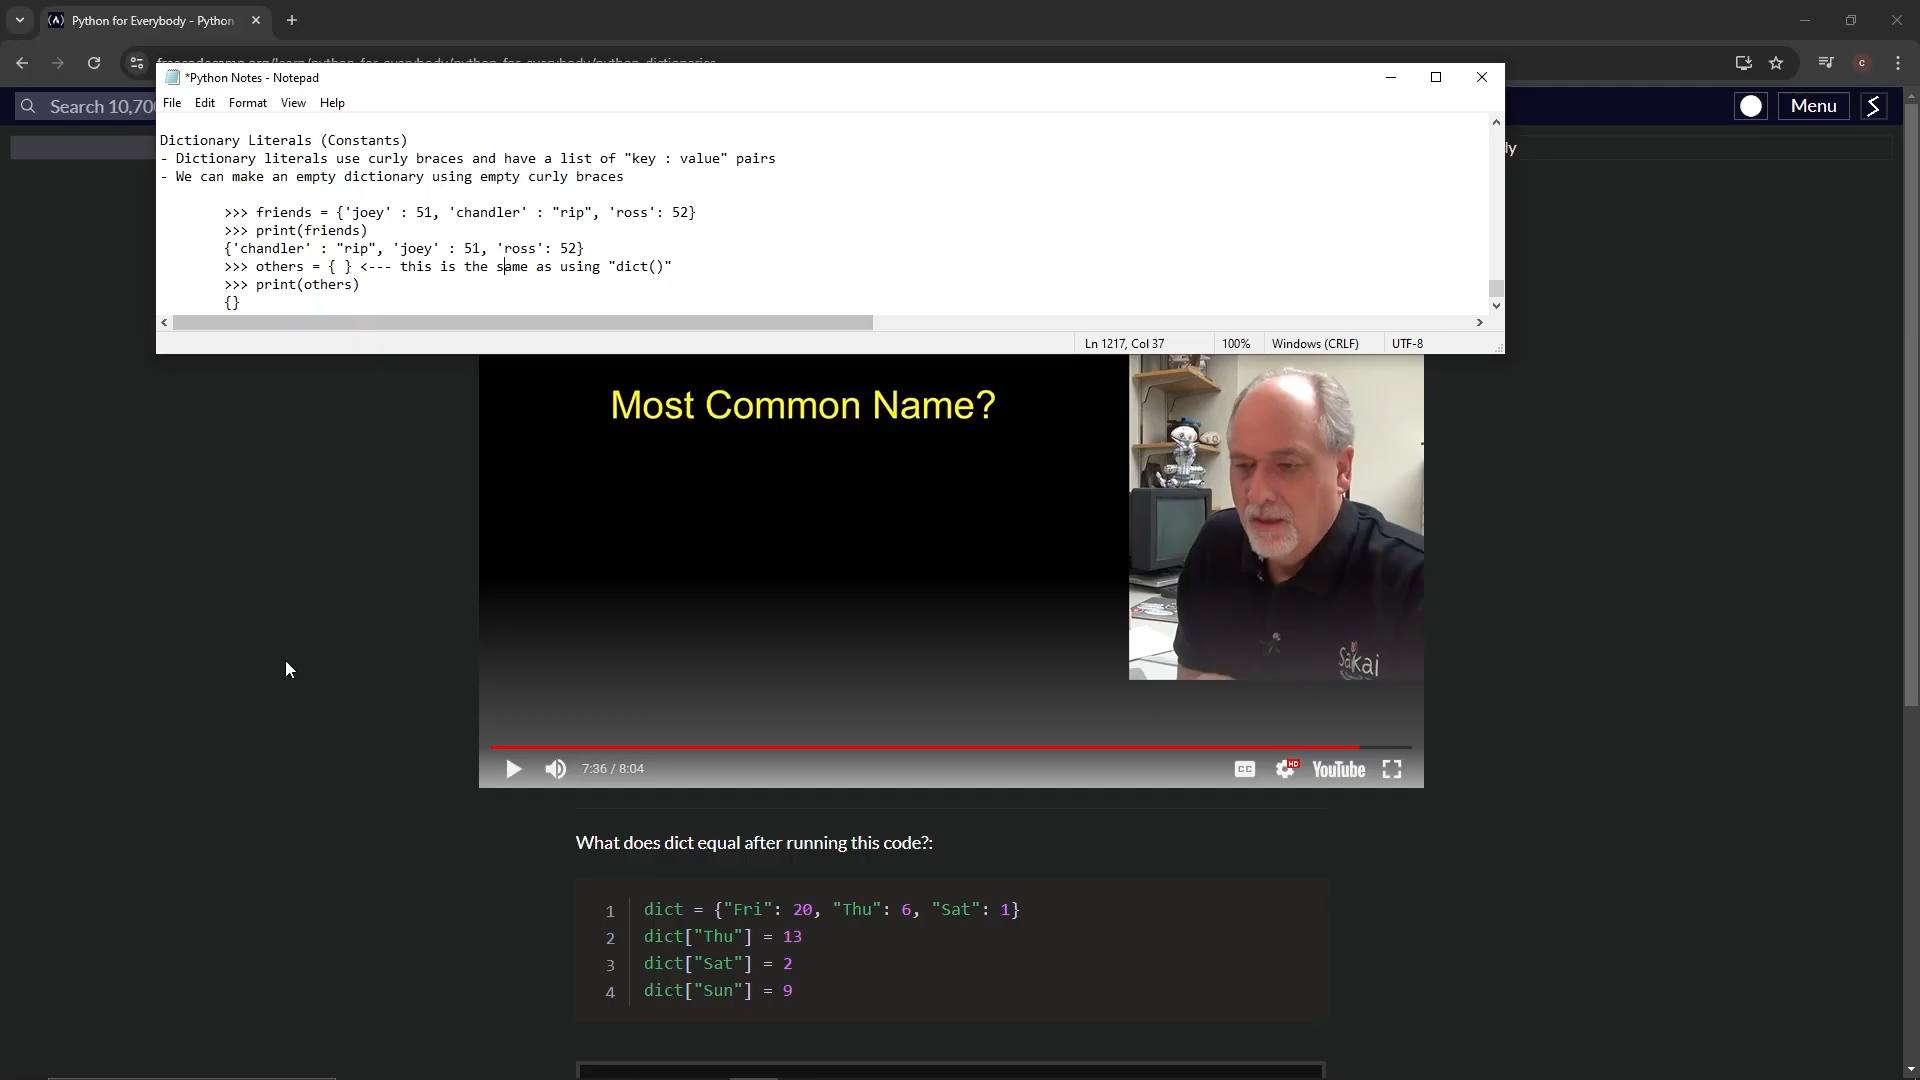 Python for Everybody - Python
*Python Notes - Notepad
File Edit Format View Help
Search 10,700
Menu
Dictionary Literals (Constants)
- Dictionary literals use curly braces and have a list of "key : value" pairs
- We can make an empty dictionary using empty curly braces
>>> friends = {'joey' : 51, 'chandler' : "rip", 'ross': 52}
>>> print(friends)
{'chandler' : "rip", 'joey' : 51, 'ross': 52}
>>> others = { } <--- this is the same as using "dict()"
>>> print(others)
{}
Ln 1217, Col 37 100% Windows (CRLF) UTF-8
Most Common Name?
Sakai
7:36 / 8:04
CC HD YouTube
What does dict equal after running this code?:
1 dict = {"Fri": 20, "Thu": 6, "Sat": 1}
2 dict["Thu"] = 13
3 dict["Sat"] = 2
4 dict["Sun"] = 9